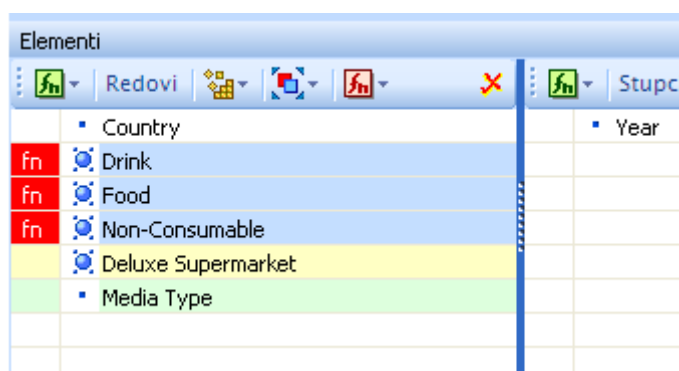 Elementi
Redovi
Stupc
Country
Year
fn Drink
fn Food
fn Non-Consumable
Deluxe Supermarket
Media Type